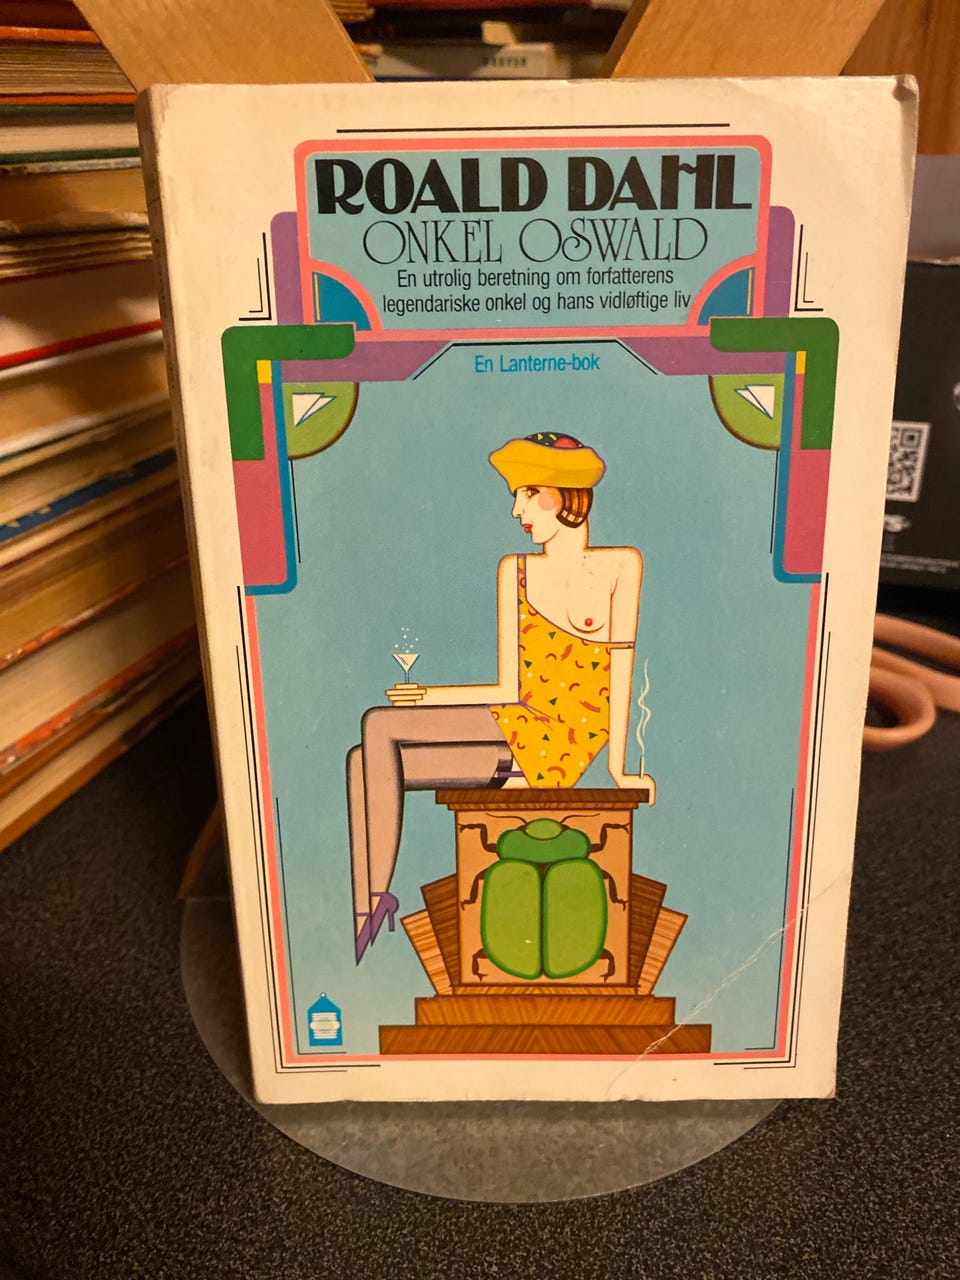 ROALD DAHL
ONKEL OSWALD
En utrolig beretning om forfatterens
legendariske onkel og hans vidløftige liv
En Lanterne-bok